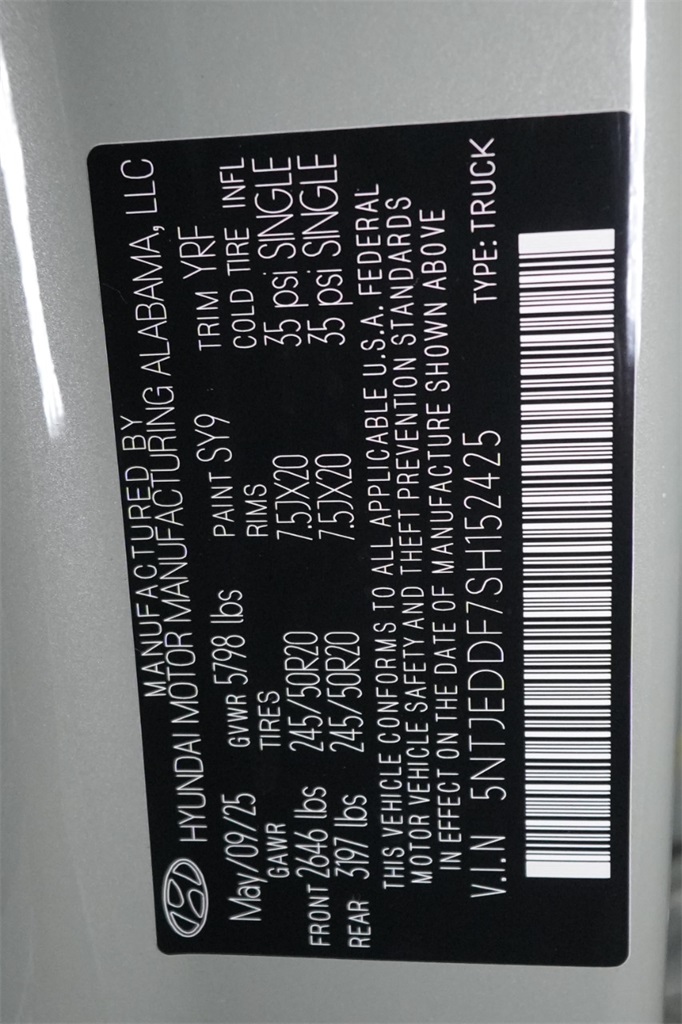 MANUFACTURED BY
HYUNDAI MOTOR MANUFACTURING ALABAMA, LLC
May/09/25 GVWR 5798 lbs PAINT SY9 TRIM YRF
GAWR TIRES RIMS COLD TIRE INFL
FRONT 2646 lbs 245/50R20 7.5JX20 35 psi SINGLE
REAR 3197 lbs 245/50R20 7.5JX20 35 psi SINGLE
THIS VEHICLE CONFORMS TO ALL APPLICABLE U.S.A. FEDERAL
MOTOR VEHICLE SAFETY AND THEFT PREVENTION STANDARDS
IN EFFECT ON THE DATE OF MANUFACTURE SHOWN ABOVE
V.I.N 5NTJEDDF7SH152425 TYPE: TRUCK